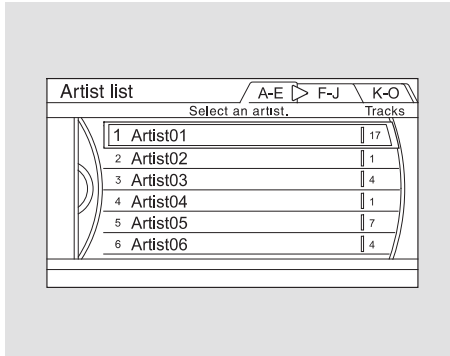 Artist list A-E F-J K-O
Select an artist. Tracks
1 Artist01 17
2 Artist02 1
3 Artist03 4
4 Artist04 1
5 Artist05 7
6 Artist06 4